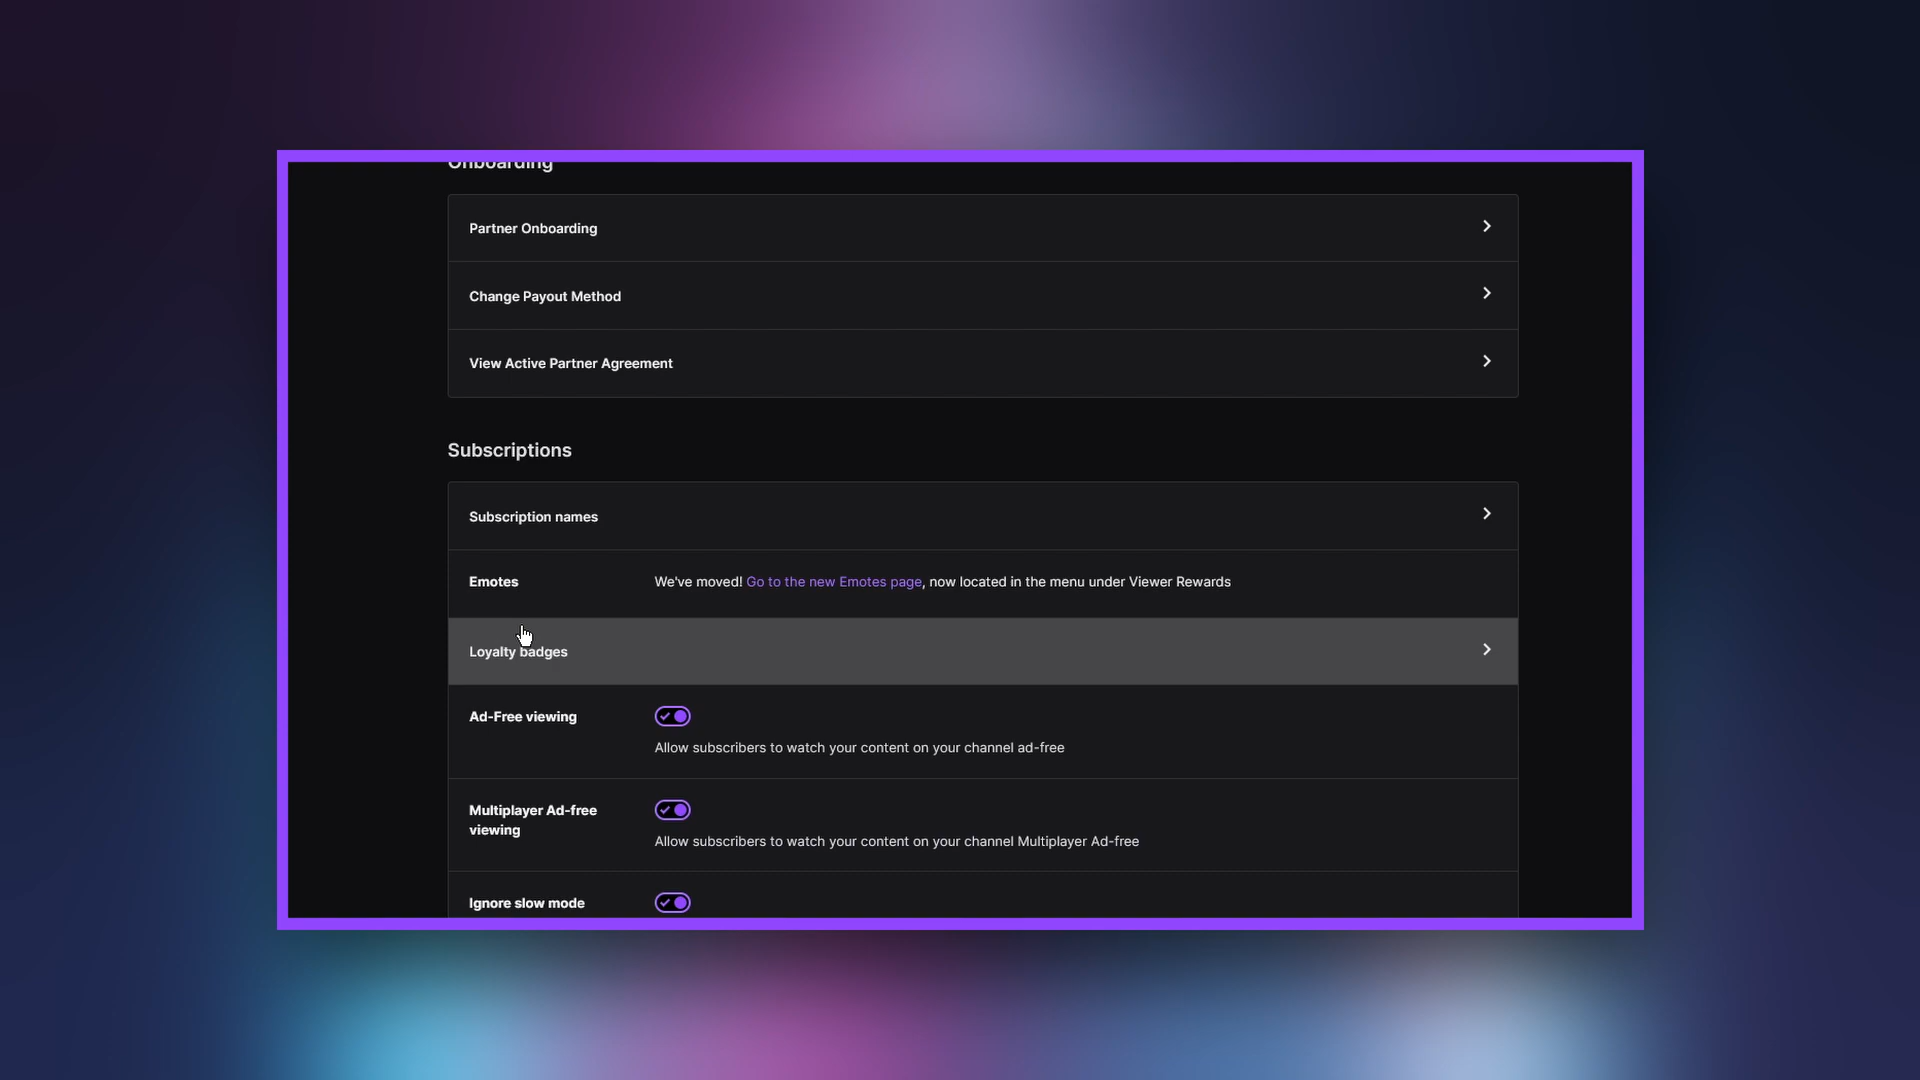 Onboarding
Partner Onboarding
Change Payout Method
View Active Partner Agreement
Subscriptions
Subscription names
Emotes We've moved! Go to the new Emotes page, now located in the menu under Viewer Rewards
Loyalty badges
Ad-Free viewing
Allow subscribers to watch your content on your channel ad-free
Multiplayer Ad-free
viewing
Allow subscribers to watch your content on your channel Multiplayer Ad-free
Ignore slow mode